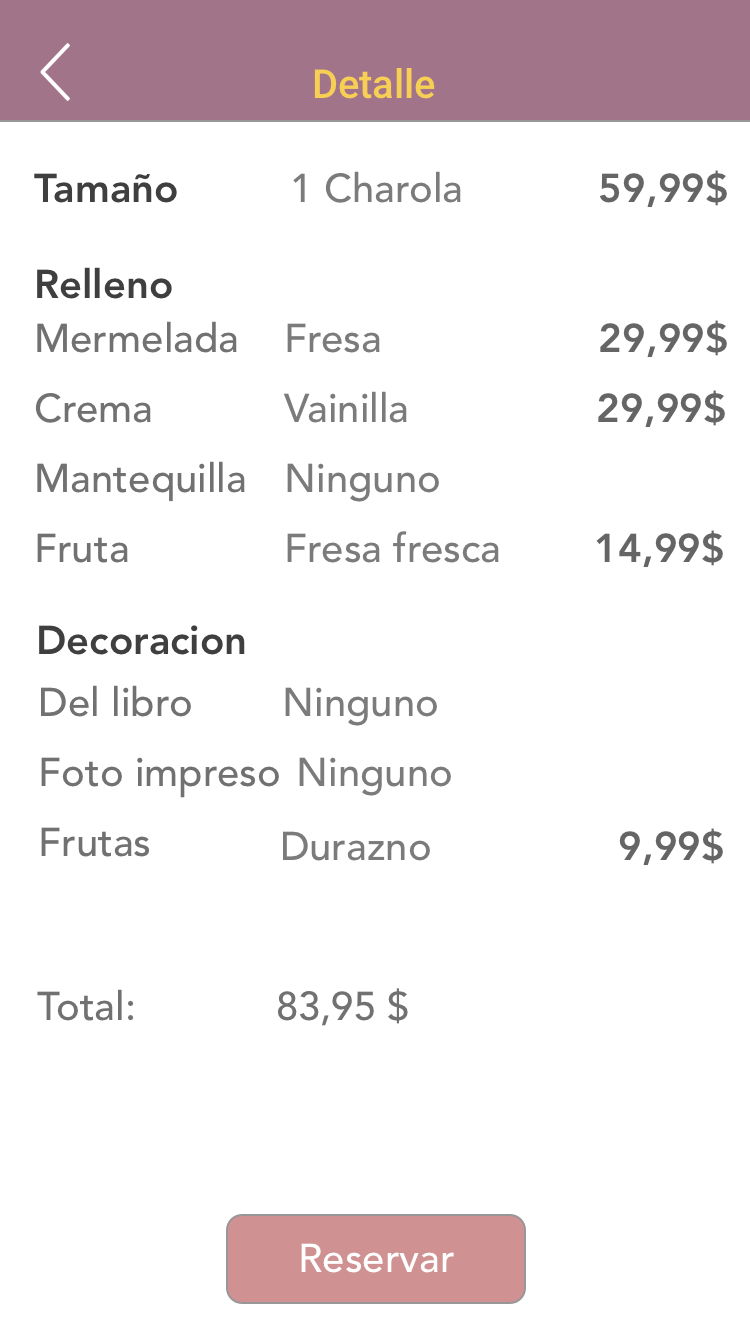 Detalle
Tamaño 1 Charola 59,99$
Relleno
Mermelada Fresa 29,99$
Crema Vainilla 29,99$
Mantequilla Ninguno
Fruta Fresa fresca 14,99$
Decoracion
Del libro Ninguno
Foto impreso Ninguno
Frutas Durazno 9,99$
Total: 83,95 $
Reservar